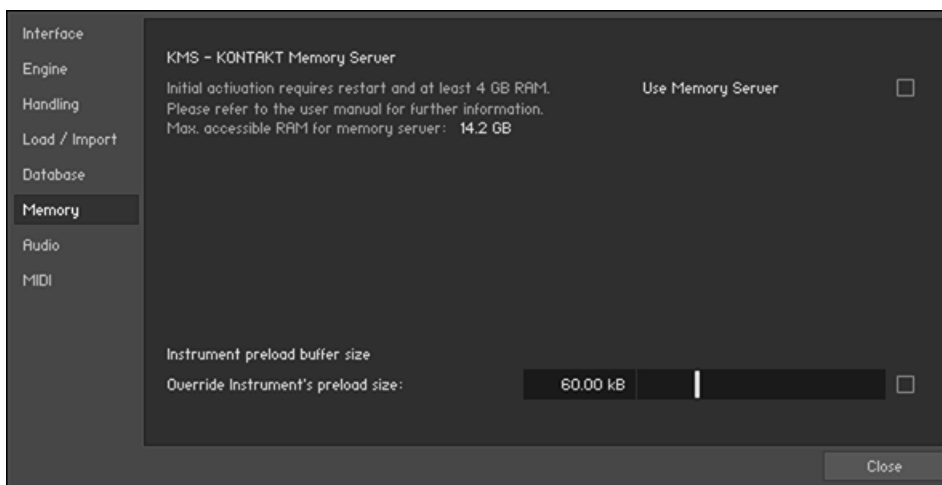 Interface
Engine
Handling
Load / Import
Database
Memory
Audio
MIDI
KMS - KONTAKT Memory Server
Initial activation requires restart and at least 4 GB RAM.
Please refer to the user manual for further information.
Max. accessible RAM for memory server: 14.2 GB
Use Memory Server
Instrument preload buffer size
Override Instrument's preload size: 60.00 kB
Close